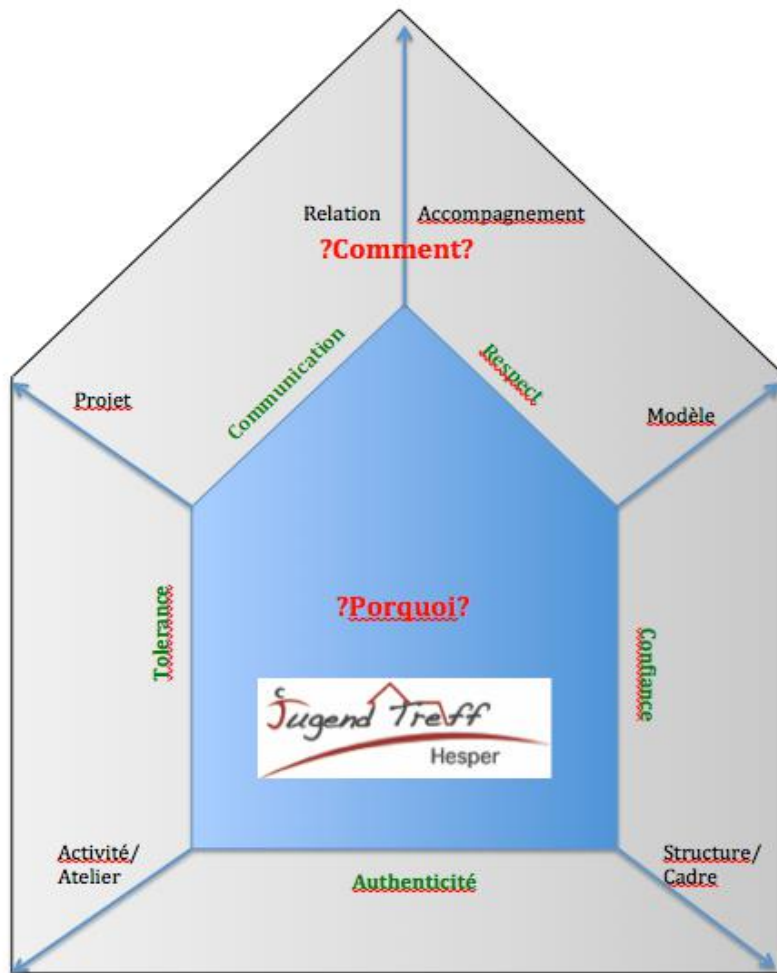 Relation Accompagnement
?Comment?
Communication
Respect
Projet
Modèle
?Porquoi?
Tolerance
Confiance
Jugend Treff
Hesper
Activité/
Atelier
Structure/
Cadre
Authenticité